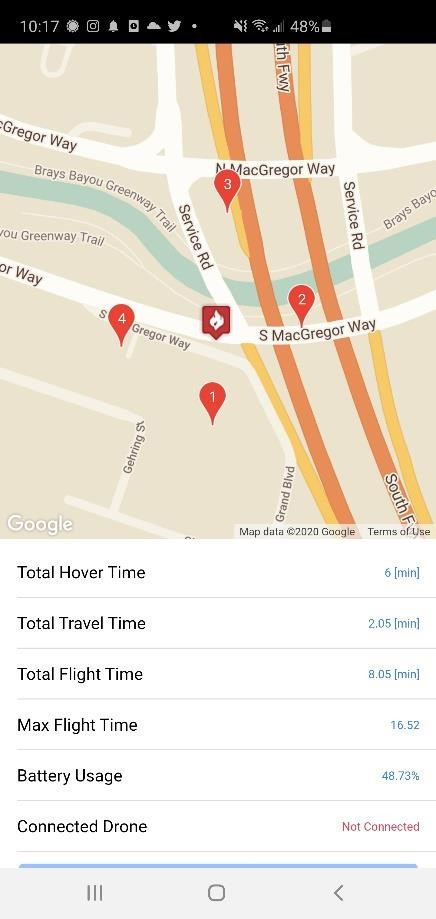 10:17
48%
cGregor Way
uth Fwy
N MacGregor Way
Brays Bayou Greenway Trail
3
Service Rd
Service Rd
Brays Bayo
you Greenway Trail
or Way
2
4
S
Gregor Way
S MacGregor Way
1
Gehring St
Grand Blvd
South F
Google
Map data ©2020 Google
Terms of Use
Total Hover Time 6 [min]
Total Travel Time 2.05 [min]
Total Flight Time 8.05 [min]
Max Flight Time 16.52
Battery Usage 48.73%
Connected Drone Not Connected